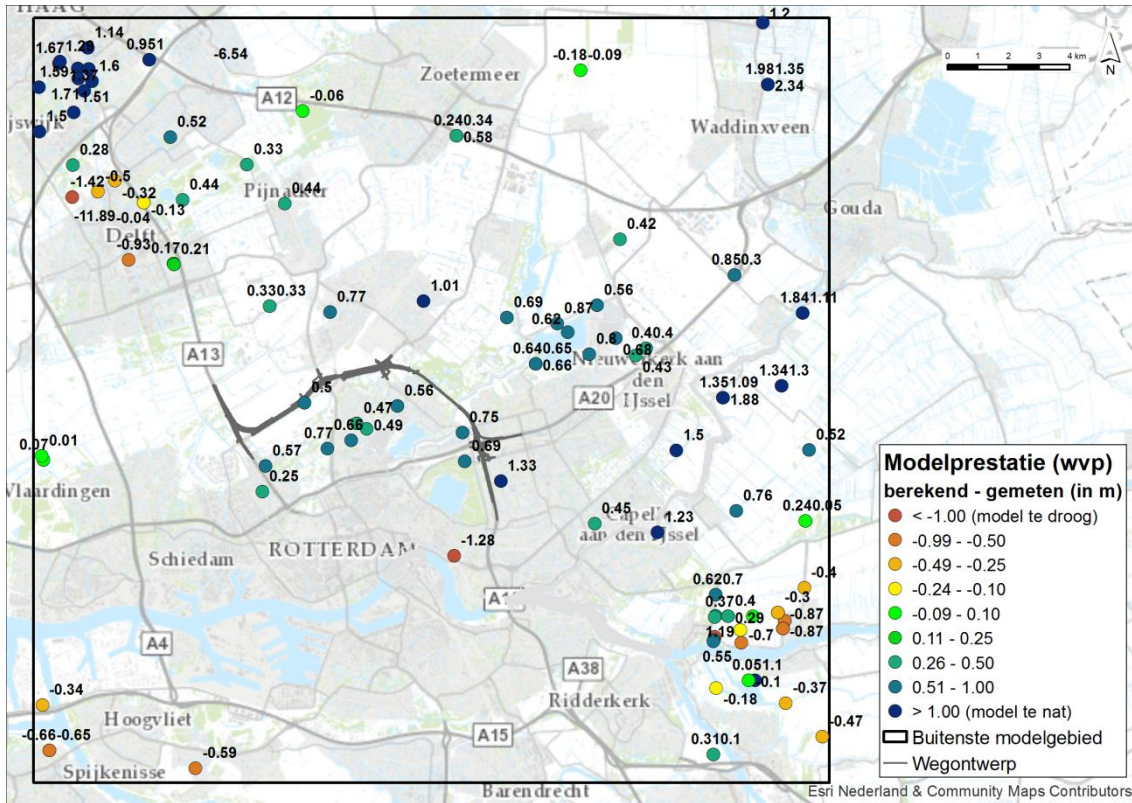 HAAG
1.14
1.2
1.67 1.29
0.951
-6.54
-0.18-0.09
Zoetermeer
1.59
1.6
1.981.35
2.34
1.71
1.51
A12
-0.06
1.5
ijswijk
0.52
0.240.34
0.58
Waddinxveen
0.28
0.33
-0.5
-1.42
Pijnacker
-0.32
0.44
0.44
-0.13
-11.89
-0.04
Gouda
Delft
0.42
-0.93
0.17 0.21
0.850.3
0.330.33
0.77
1.01
0.69
0.56
0.87
0.62
1.841.11
A13
0.640.65
0.8
0.40.4
0.66
0.68
0.43
Nieuwerkerk aan
den
IJssel
1.341.3
1.351.09
1.88
0.5
0.56
A20
0.47
0.49
0.75
0.66
0.77
0.69
1.5
0.52
0.07
0.01
0.57
0.25
1.33
Vlaardingen
0.76
0.240.05
0.45
1.23
Capell
aan den IJssel
Schiedam
ROTTERDAM
-1.28
-0.4
0.620.7
0.370.4
-0.3
0.29
-0.87
1.19
-0.7
-0.87
A4
0.55
A38
0.051.1
0.1
-0.34
-0.18
-0.37
Hoogvliet
Ridderkerk
-0.47
-0.66-0.65
A15
0.310.1
-0.59
Spijkenisse
Barendrecht
0 1 2 4 km
N
Modelprestatie (wvp)
berekend - gemeten (in m)
< -1.00 (model te droog)
-0.99 - -0.50
-0.49 - -0.25
-0.24 - -0.10
-0.09 - 0.10
0.11 - 0.25
0.26 - 0.50
0.51 - 1.00
> 1.00 (model te nat)
Buitenste modelgebied
Wegontwerp
Esri Nederland & Community Maps Contributors